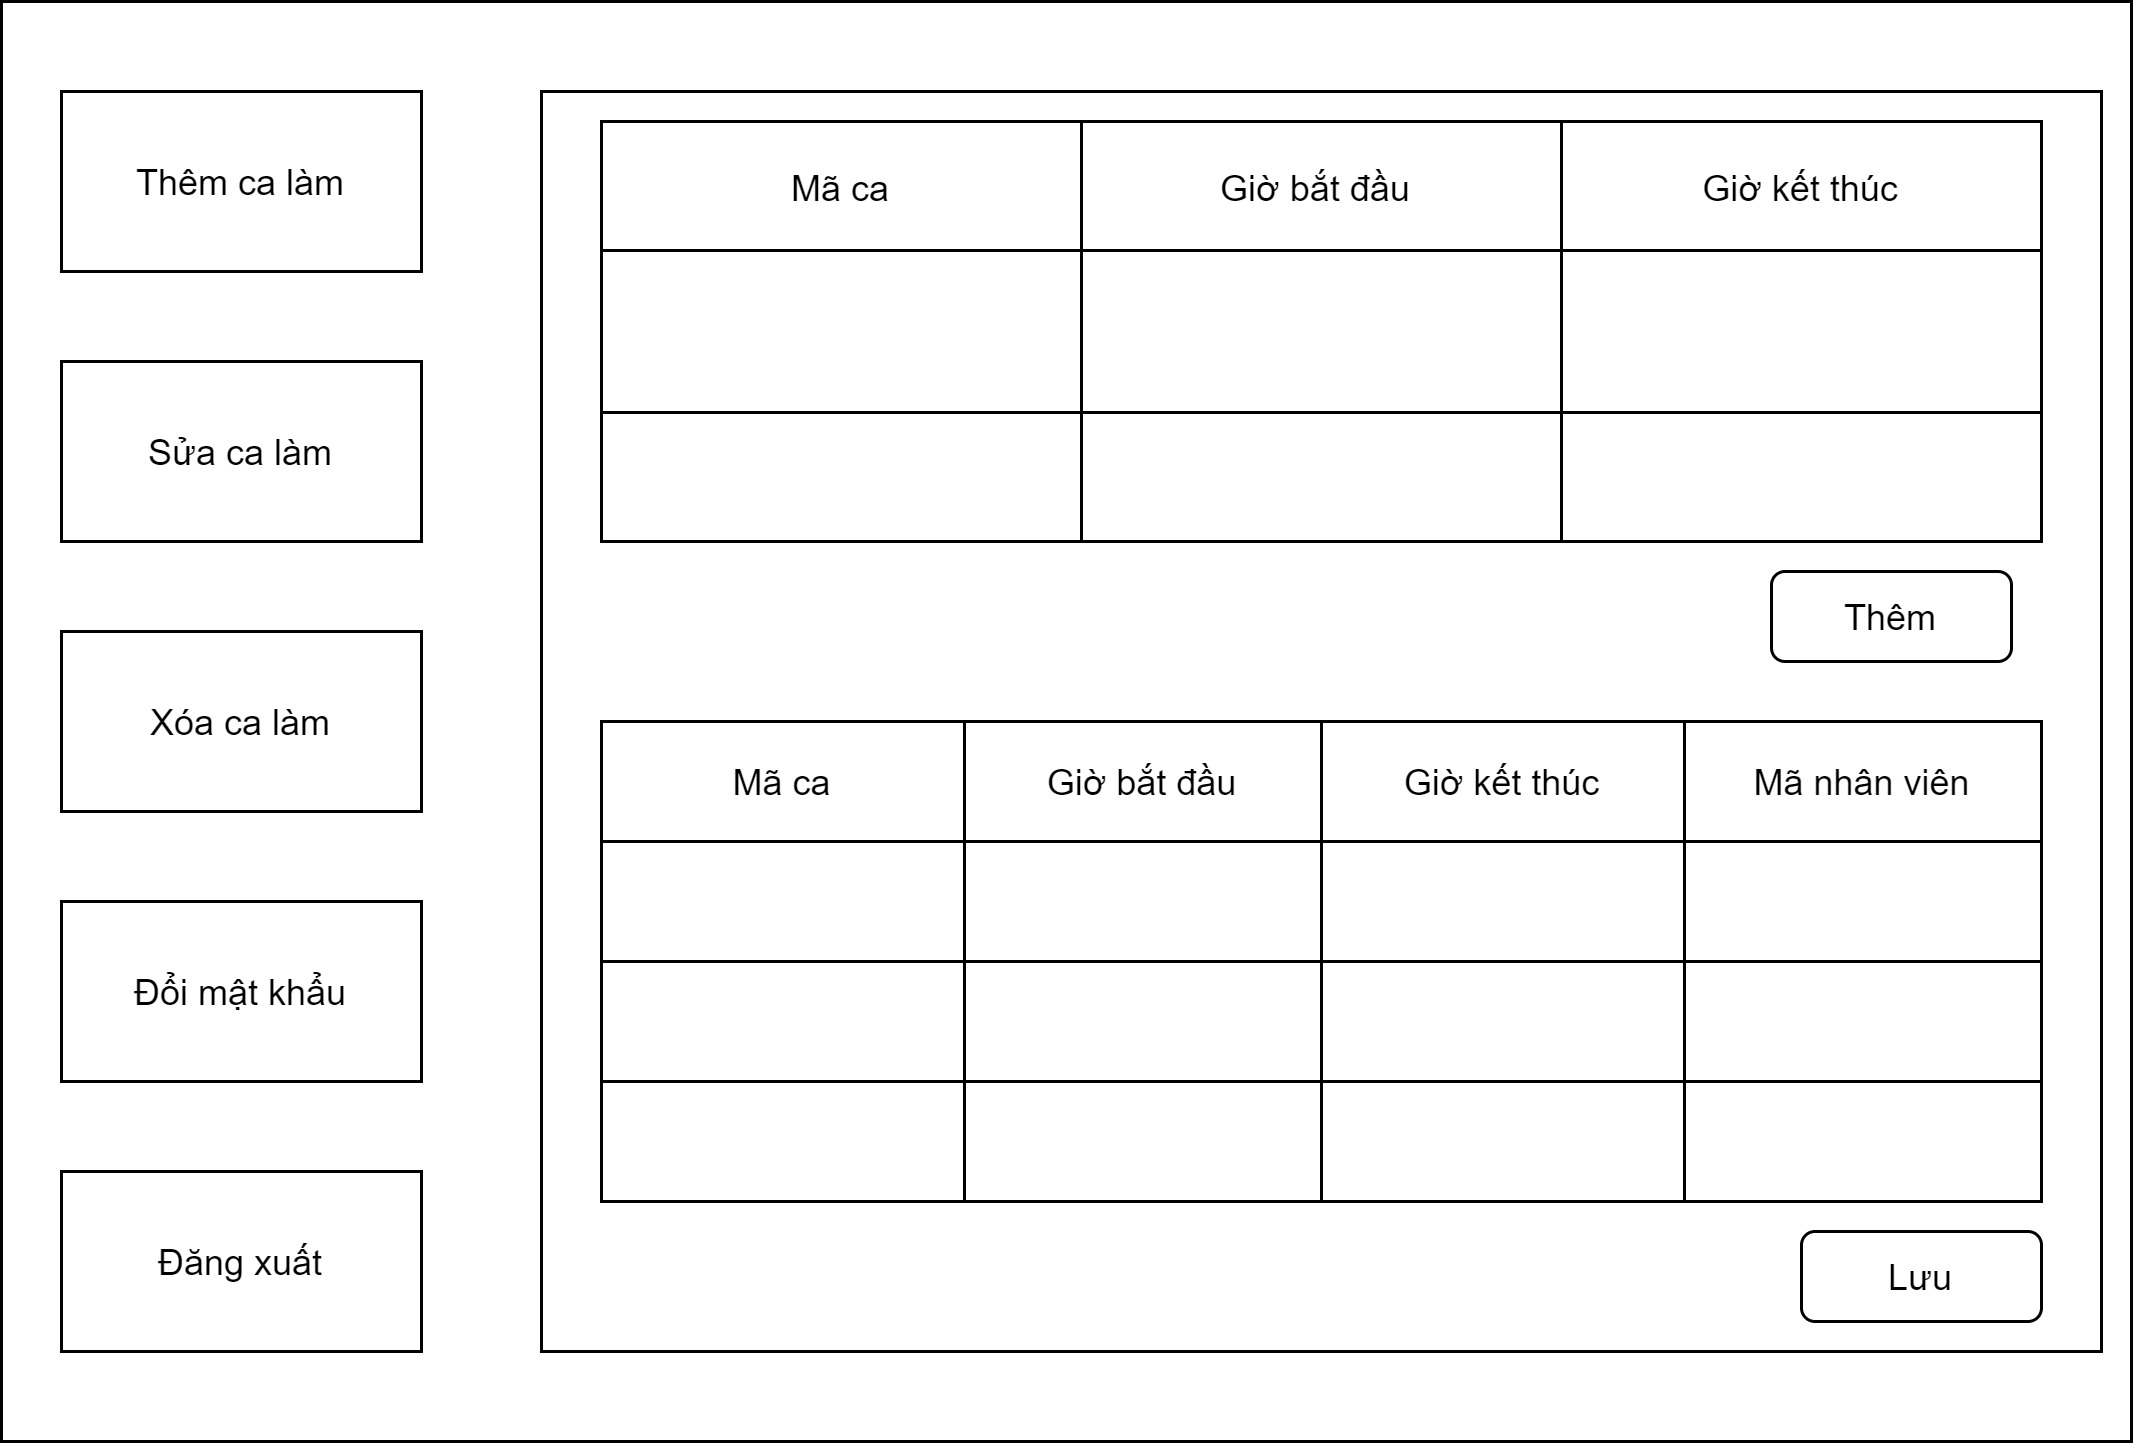 Thêm ca làm
Sửa ca làm
Xóa ca làm
Đổi mật khẩu
Đăng xuất
Mã ca
Giờ bắt đầu
Giờ kết thúc
Thêm
Mã ca
Giờ bắt đầu
Giờ kết thúc
Mã nhân viên
Lưu